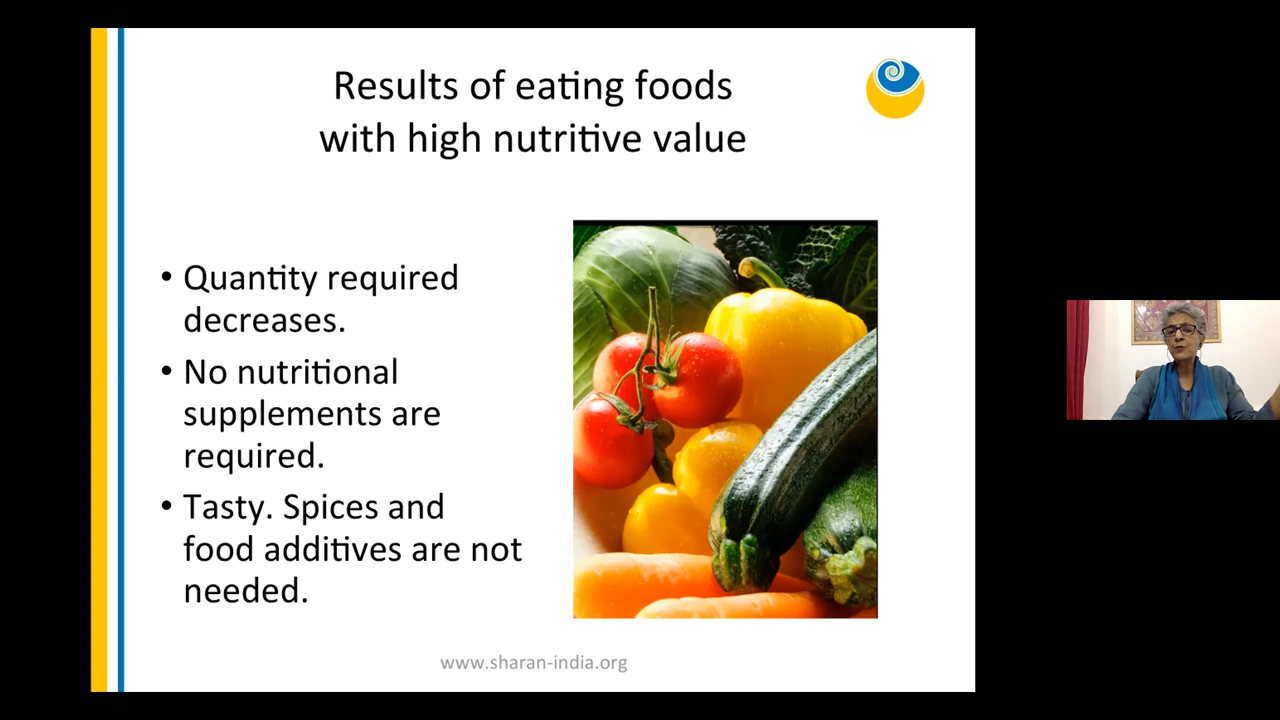 Results of eating foods
with high nutritive value
• Quantity required
decreases.
• No nutritional
supplements are
required.
• Tasty. Spices and
food additives are not
needed.
www.sharan-india.org